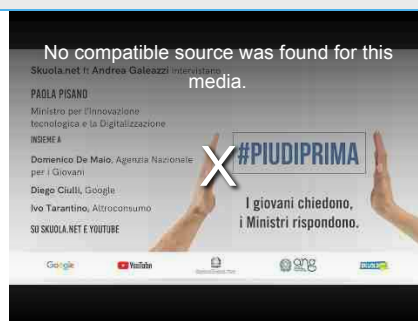 No compatible source was found for this
media.
Skuola.net ft Andrea Galeazzi intervistano
PAOLA PISANO
Ministro per l'Innovazione
tecnologica e la Digitalizzazione
INSIEME A
Domenico De Maio, Agenzia Nazionale
per i Giovani
Diego Ciulli, Google
Ivo Tarantino, Altroconsumo
SU SKUOLA.NET E YOUTUBE
X
#PIUDIPRIMA
I giovani chiedono,
i Ministri rispondono.
Google
YouTube
ang